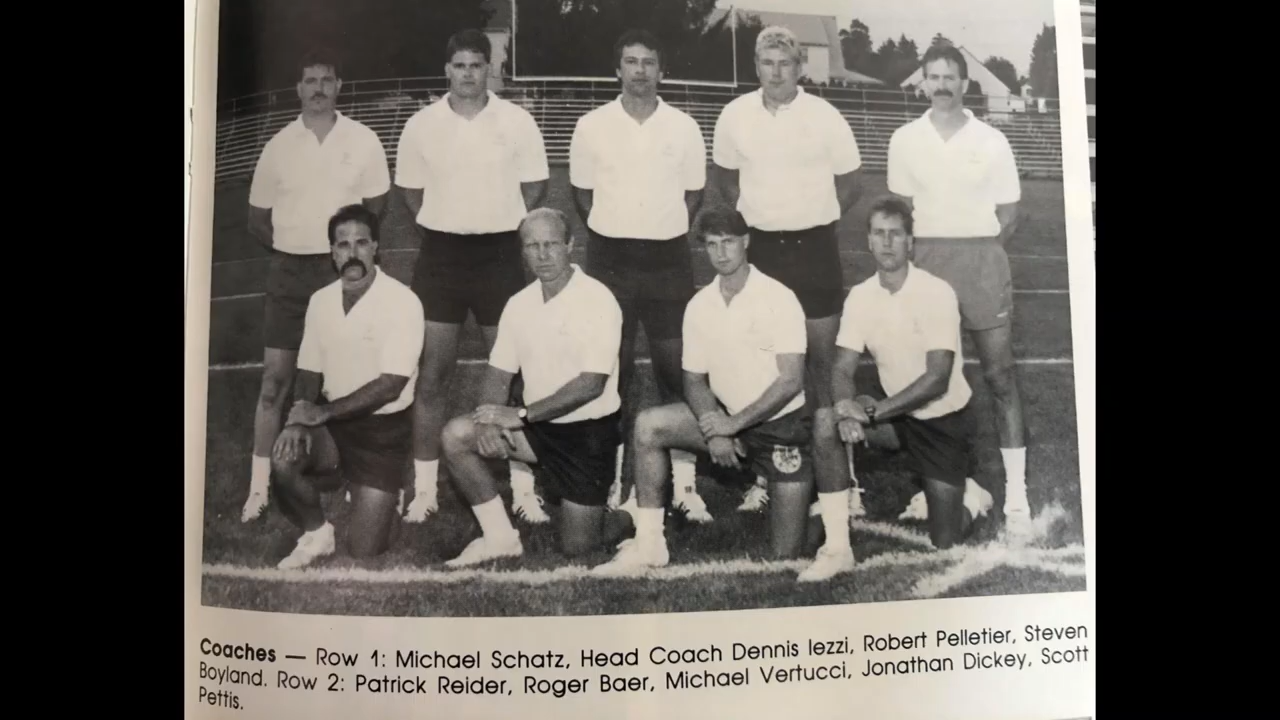 Coaches — Row 1: Michael Schatz, Head Coach Dennis Iezzi, Robert Pelletier, Steven
Boyland. Row 2: Patrick Reider, Roger Baer, Michael Vertucci, Jonathan Dickey, Scott
Pettis.